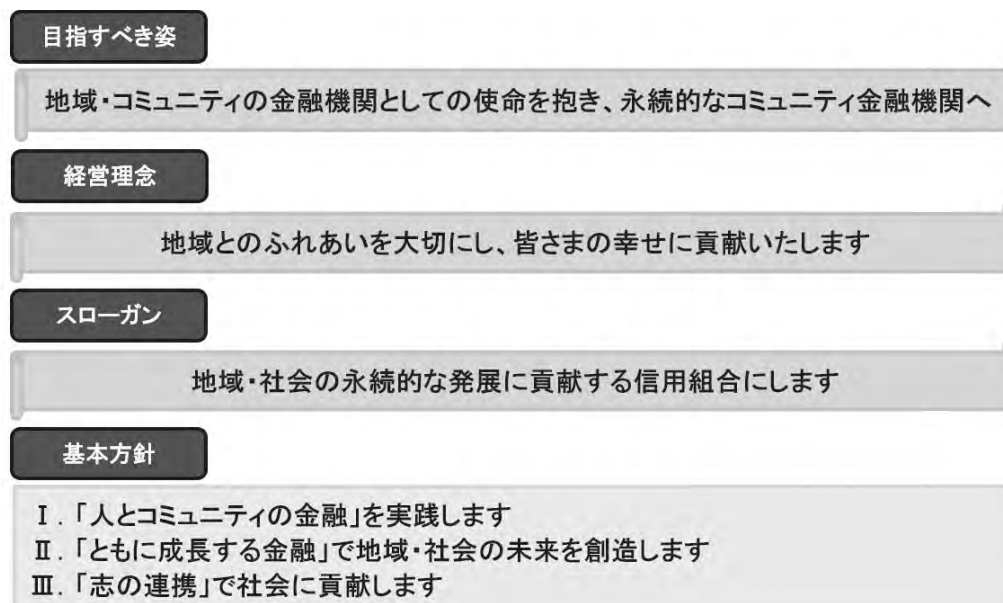 目指すべき姿
地域・コミュニティの金融機関としての使命を抱き、永続的なコミュニティ金融機関へ
経営理念
地域とのふれあいを大切にし、皆さまの幸せに貢献いたします
スローガン
地域・社会の永続的な発展に貢献する信用組合にします
基本方針
Ⅰ．「人とコミュニティの金融」を実践します
Ⅱ．「ともに成長する金融」で地域・社会の未来を創造します
Ⅲ．「志の連携」で社会に貢献します